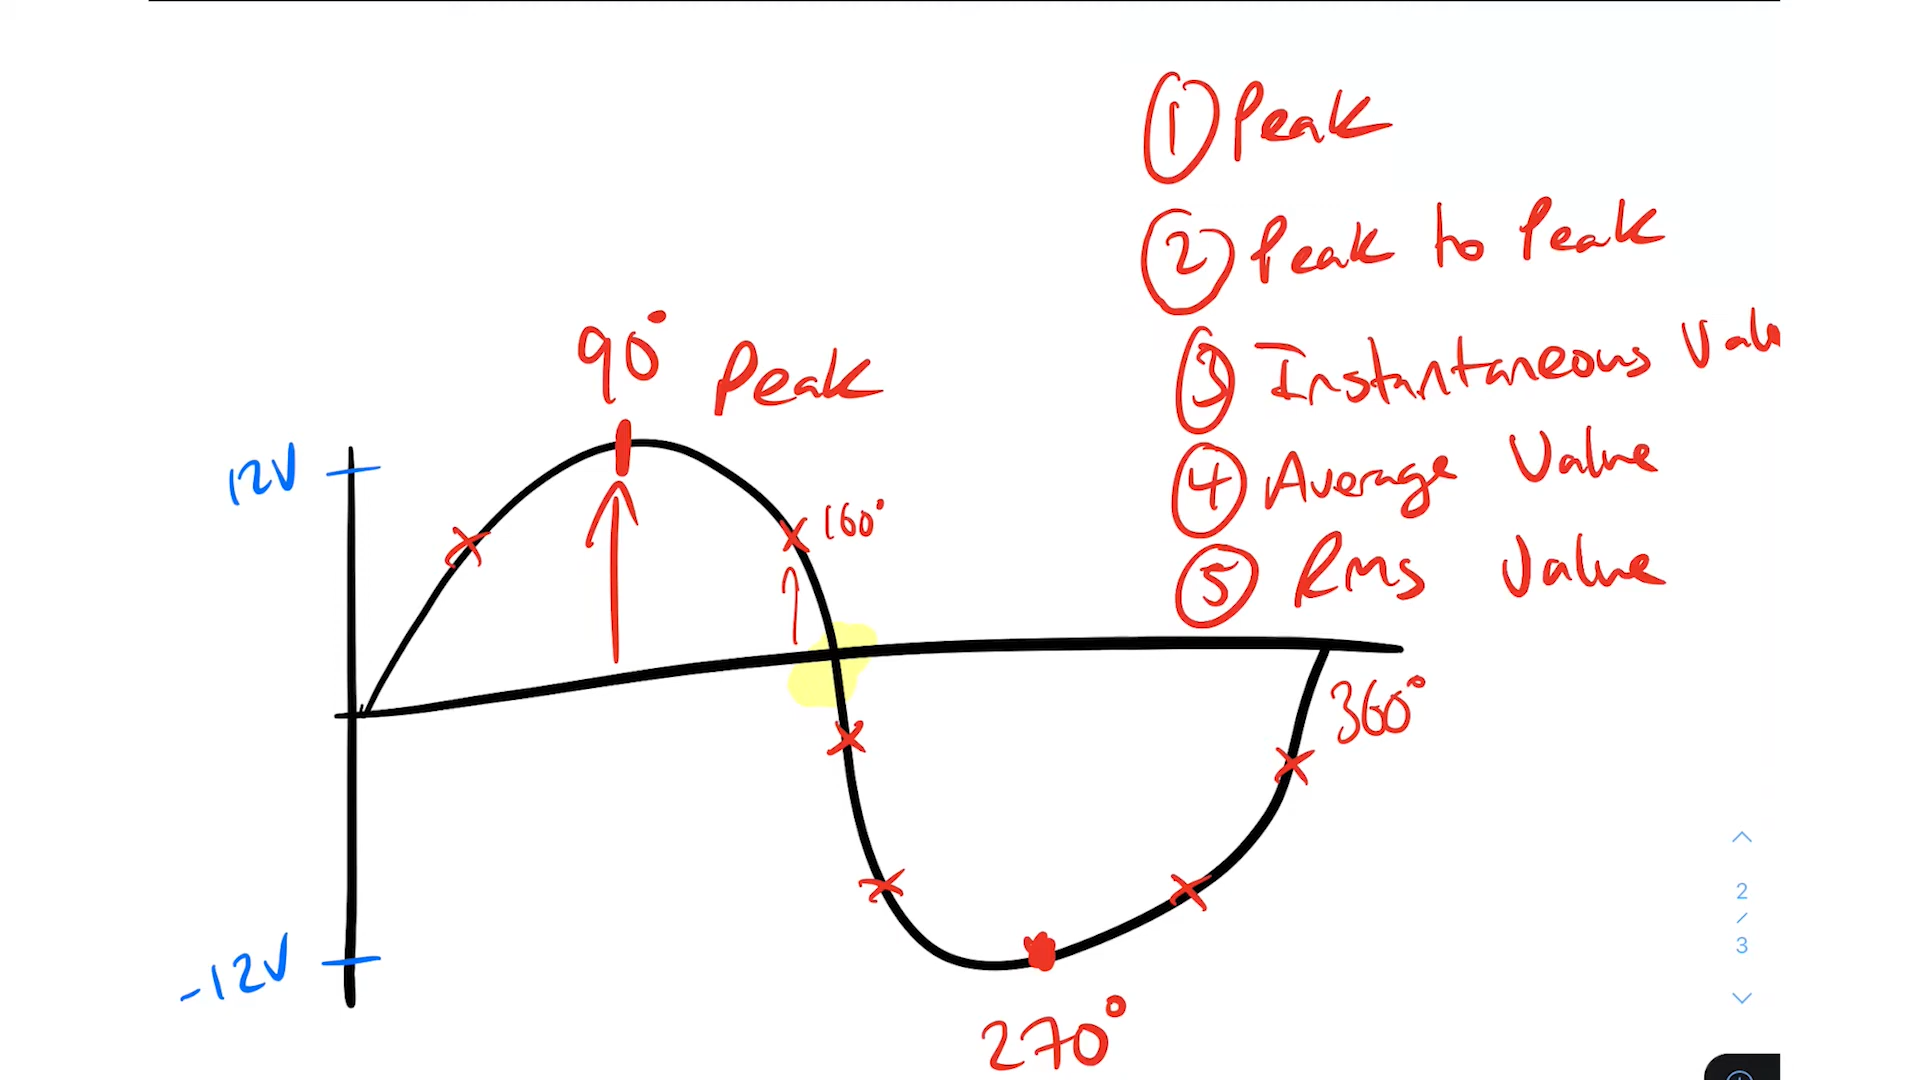 ① Peak
② Peak to Peak
③ Instantaneous Valu
④ Average Value
⑤ Rms Value
90° Peak
12V
160°
360°
-12V
270°
2
/
3